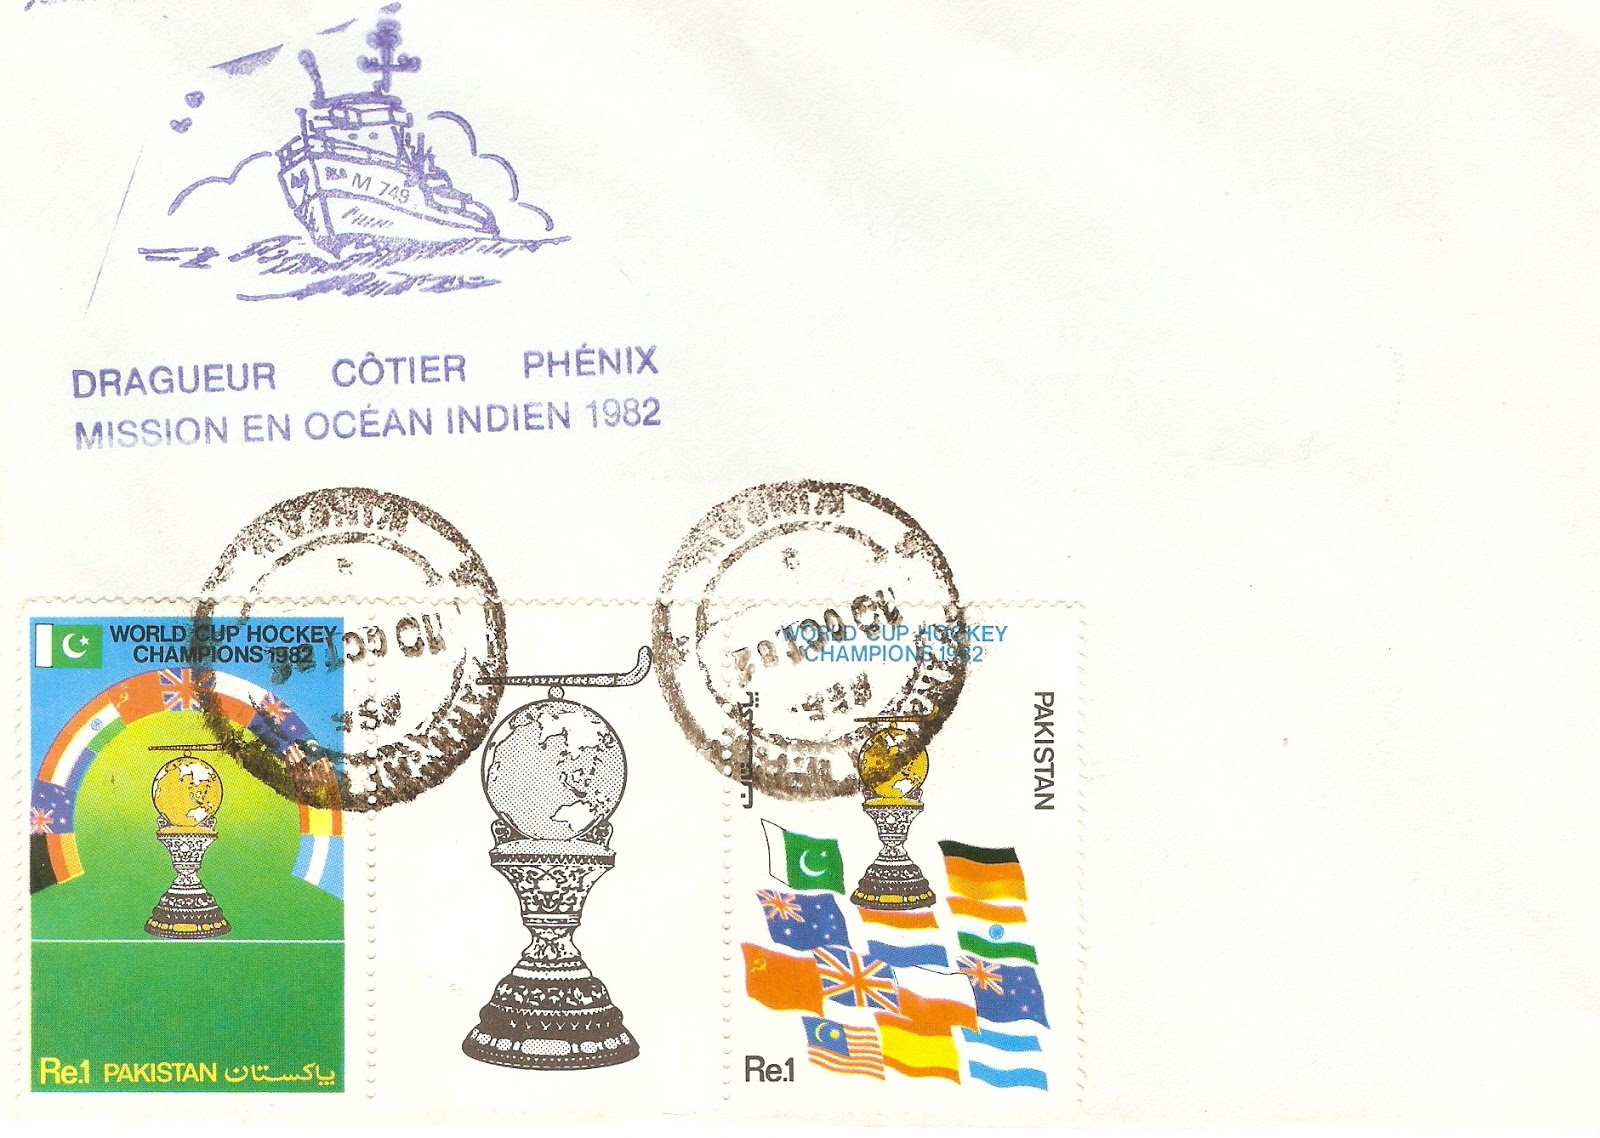 M 749
DRAGUEUR CÔTIER PHÉNIX
MISSION EN OCÉAN INDIEN 1982
WORLD CUP HOCKEY
CHAMPIONS 1982
Re.1 PAKISTAN پاکستان
WORLD CUP HOCKEY
CHAMPIONS 1982
PAKISTAN
Re.1